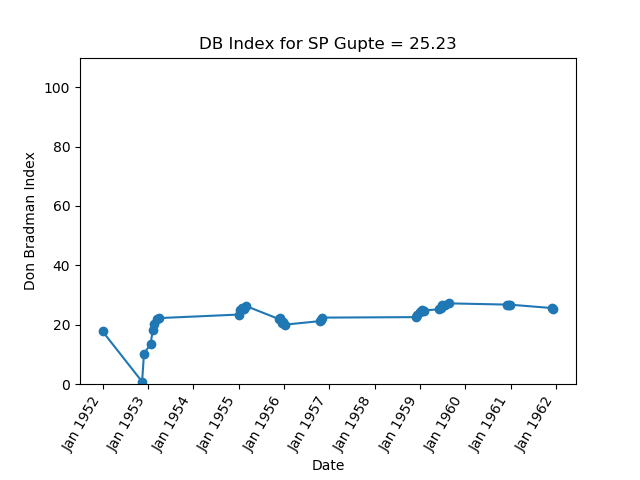 DB Index for SP Gupte = 25.23
Don Bradman Index
100
80
60
40
20
0
Jan 1952
Jan 1953
Jan 1954
Jan 1955
Jan 1956
Jan 1957
Jan 1958
Jan 1959
Jan 1960
Jan 1961
Jan 1962
Date